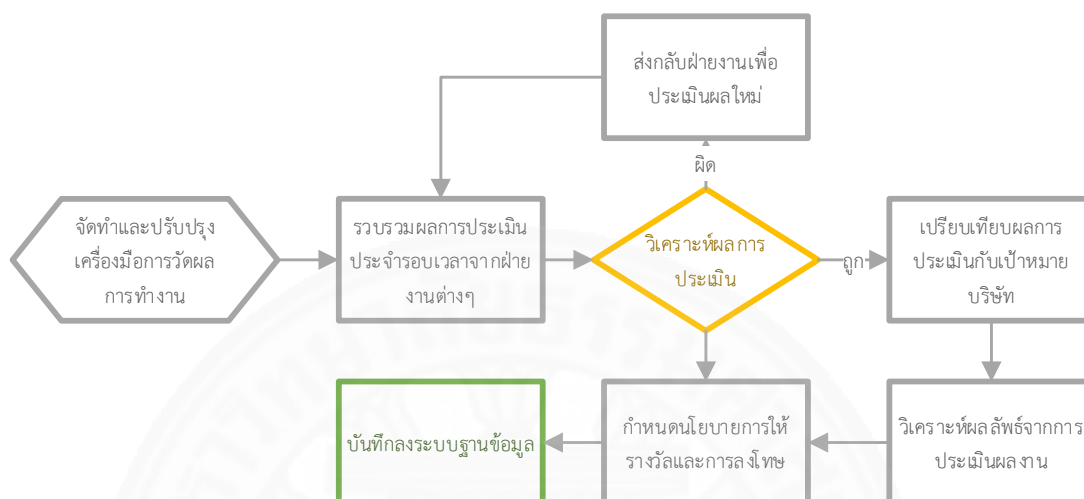 ส่งกลับฝ่ายงานเพื่อ
ประเมินผลใหม่
ผิด
จัดทำและปรับปรุง
เครื่องมือการวัดผล
การทำงาน
รวบรวมผลการประเมิน
ประจำรอบเวลาจากฝ่าย
งานต่างๆ
วิเคราะห์ผลการ
ประเมิน
ถูก
เปรียบเทียบผลการ
ประเมินกับเป้าหมาย
บริษัท
บันทึกลงระบบฐานข้อมูล
กำหนดนโยบายการให้
รางวัลและการลงโทษ
วิเคราะห์ผลลัพธ์จากการ
ประเมินผลงาน